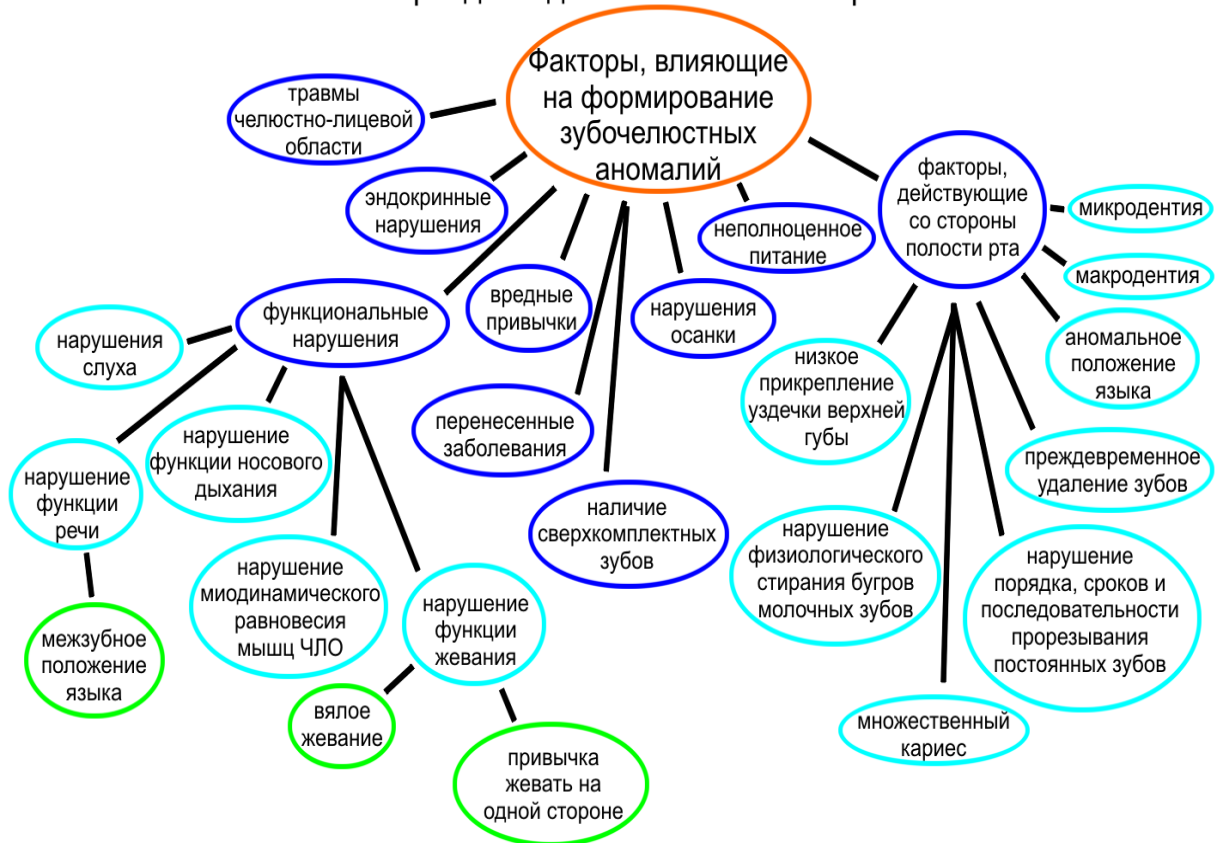 Факторы, влияющие
на формирование
зубочелюстных
аномалий
травмы
челюстно-лицевой
области
эндокринные
нарушения
функциональные
нарушения
вредные
привычки
перенесенные
заболевания
наличие
сверхкомплектных
зубов
нарушения
осанки
неполноценное
питание
факторы,
действующие
со стороны
полости рта
микродентия
макродентия
аномальное
положение
языка
преждевременное
удаление зубов
низкое
прикрепление
уздечки верхней
губы
нарушение
физиологического
стирания бугров
молочных зубов
нарушение
порядка, сроков и
последовательности
прорезывания
постоянных зубов
множественный
кариес
нарушения
слуха
нарушение
функции
речи
нарушение
функции носового
дыхания
нарушение
миодинамического
равновесия
мышц ЧЛО
нарушение
функции
жевания
межзубное
положение
языка
вялое
жевание
привычка
жевать на
одной стороне